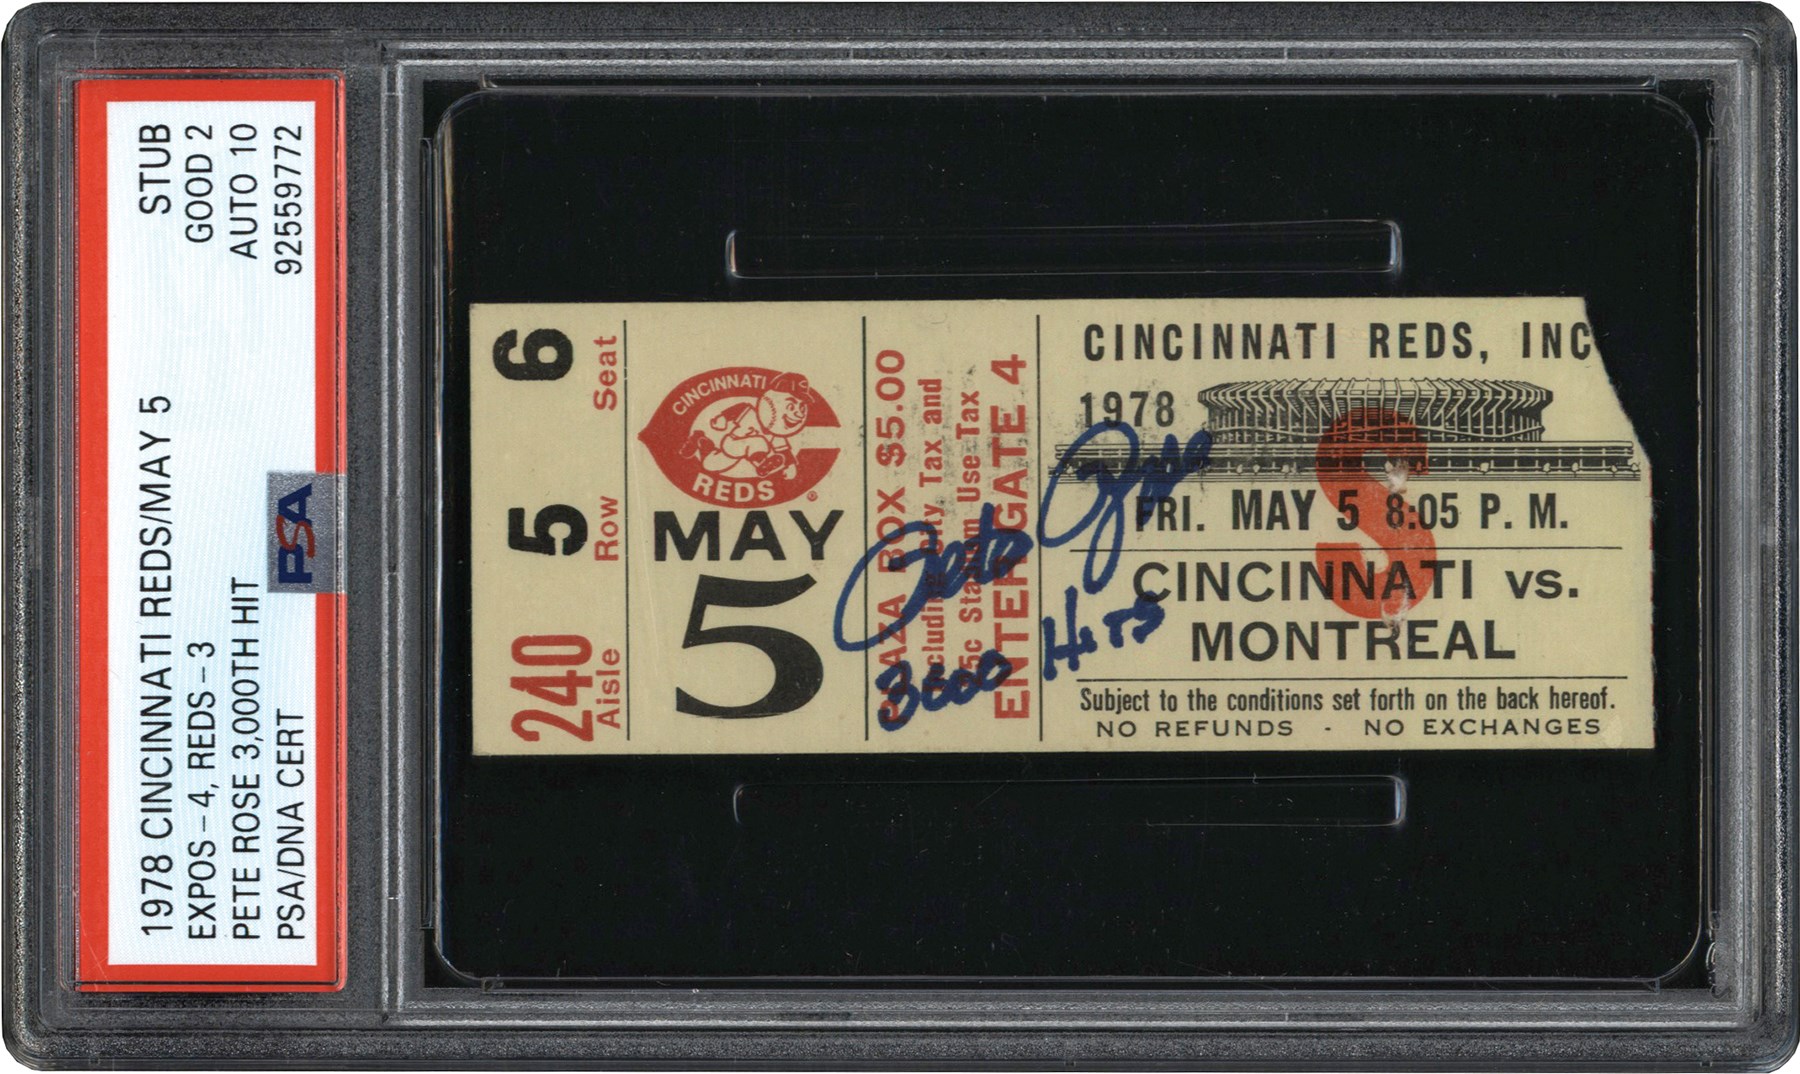 1978 CINCINNATI REDS/MAY 5
EXPOS-4, REDS-3
PETE ROSE 3,000TH HIT
PSA/DNA CERT
STUB
GOOD 2
AUTO 10
92559772
PSA
240 Aisle
5 Row
6 Seat
CINCINNATI
REDS
®
MAY
5
PLAZA BOX $5.00
Including City Tax and
Stadium Use Tax
ENTER GATE 4
Pete Rose
3000 Hits
CINCINNATI REDS, INC
1978
S
FRI. MAY 5 8:05 P. M.
CINCINNATI vs.
MONTREAL
Subject to the conditions set forth on the back hereof.
NO REFUNDS - NO EXCHANGES